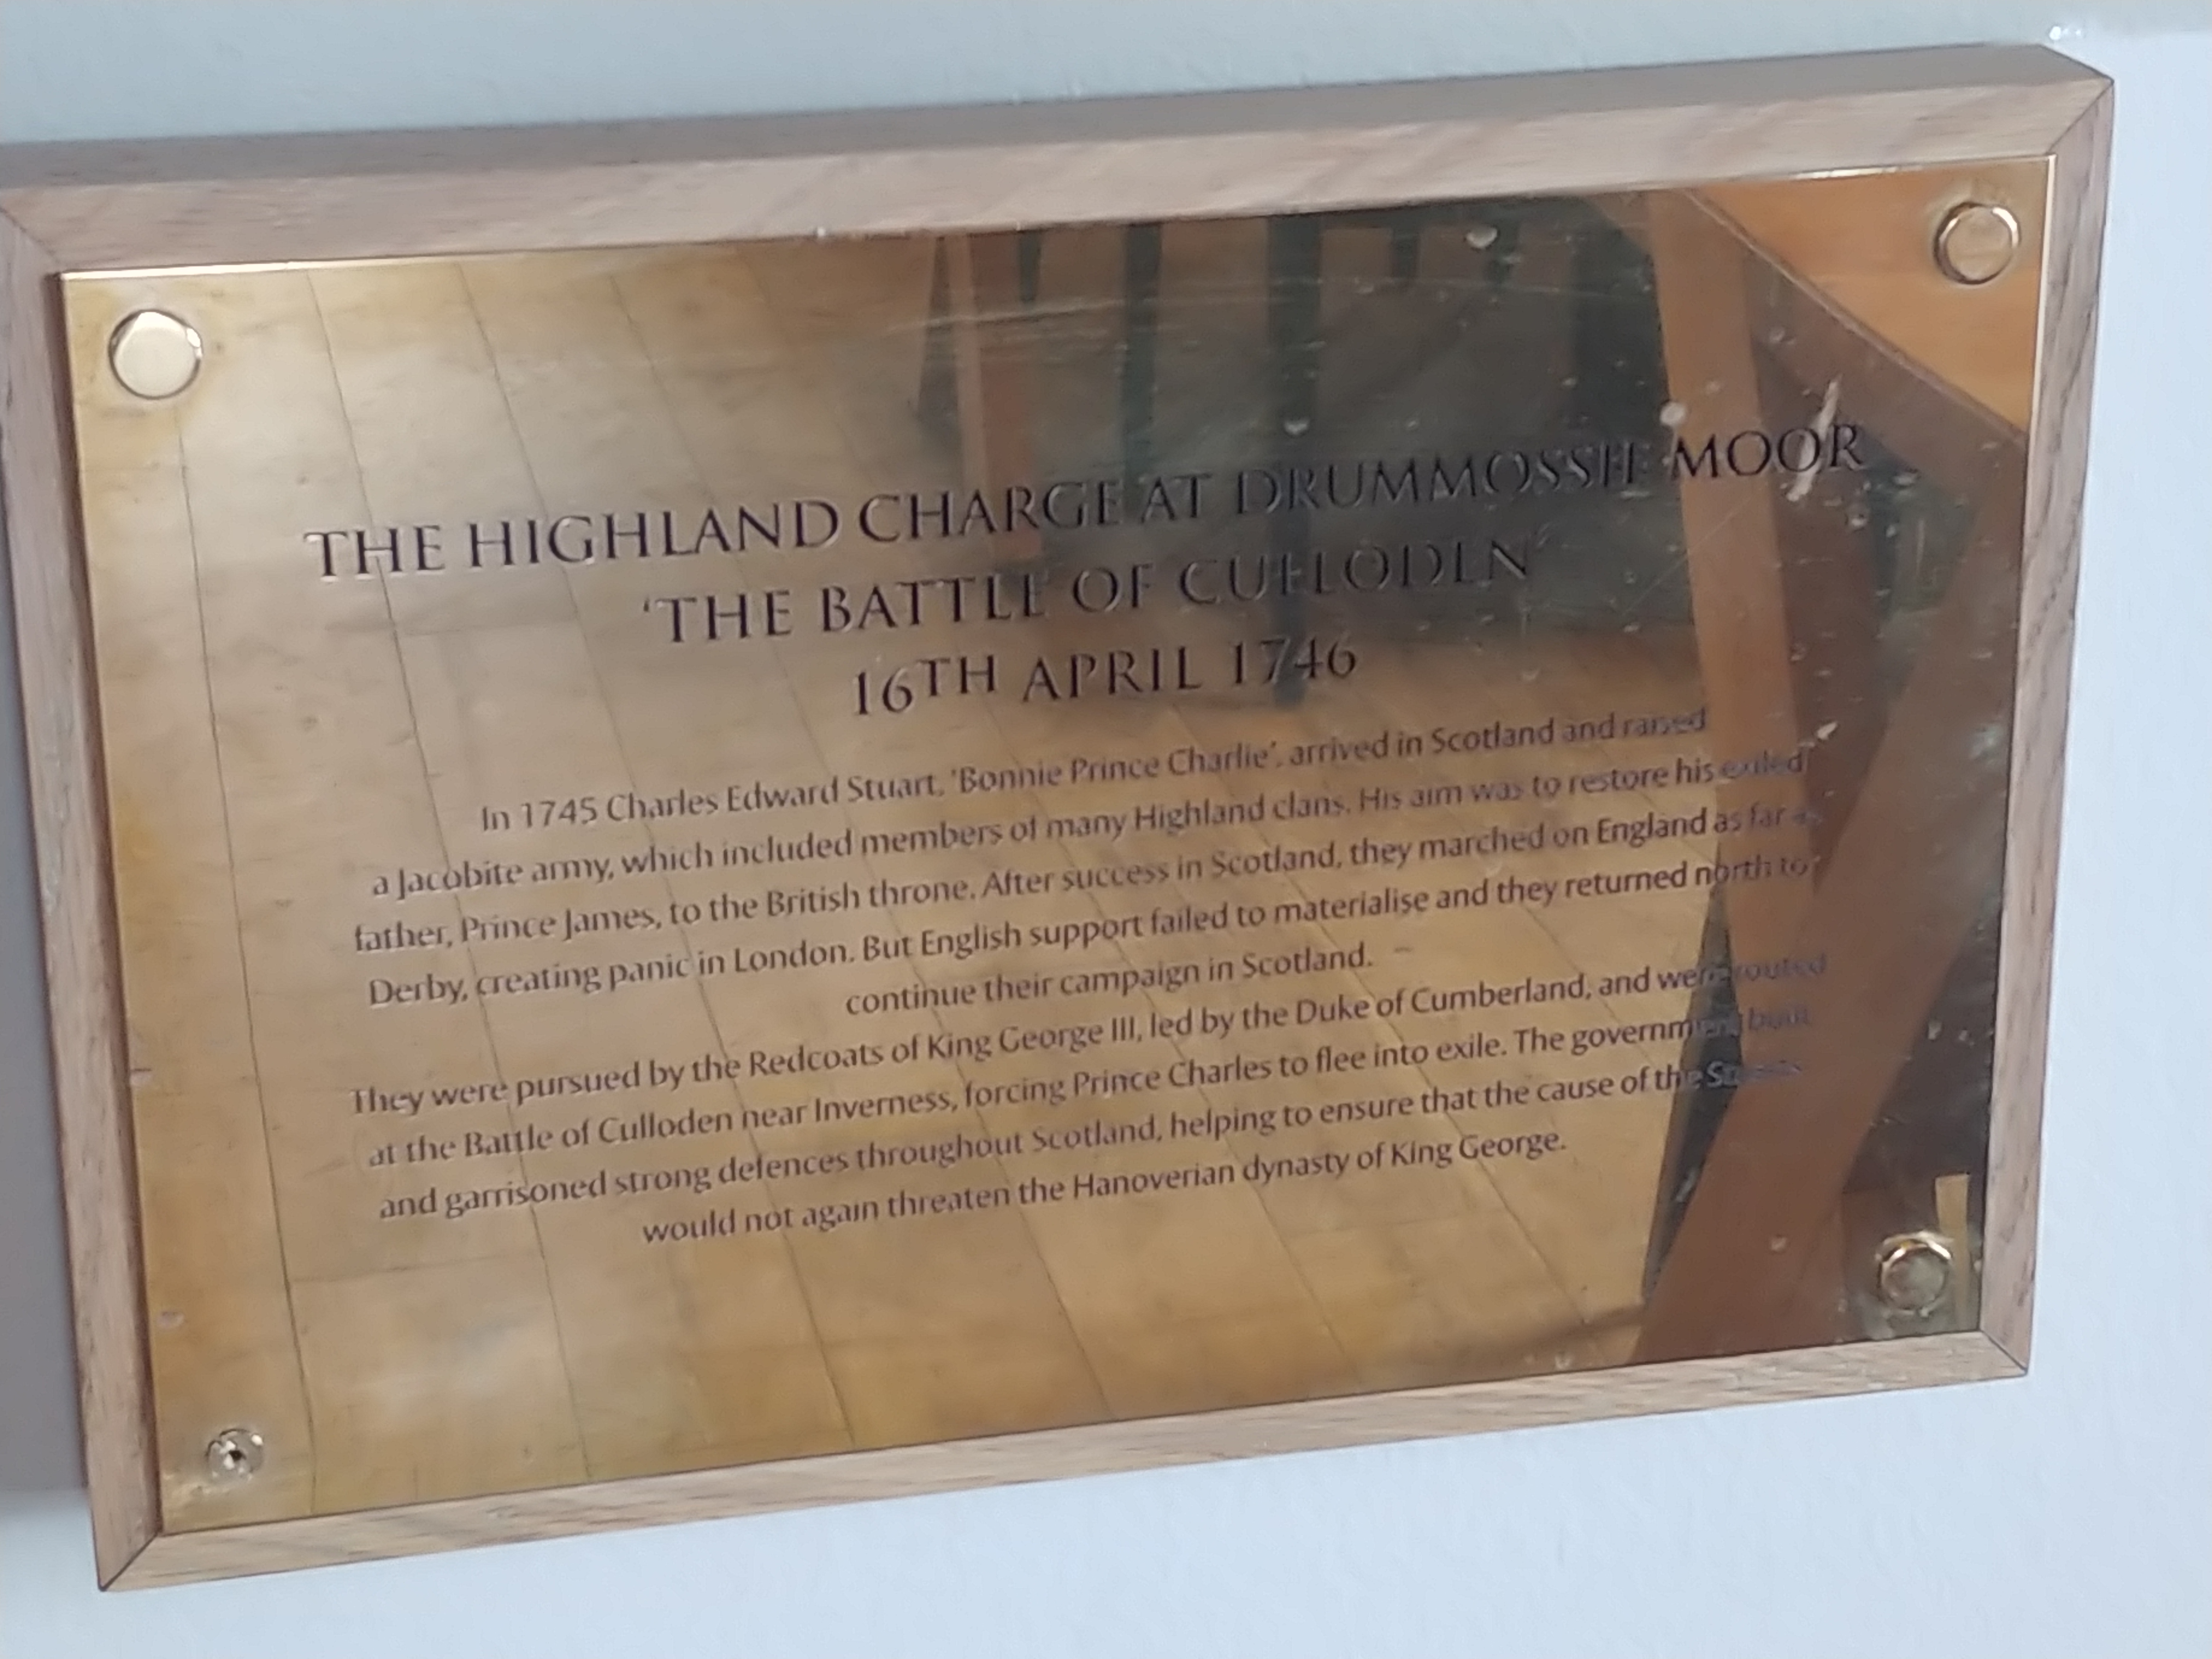 THE HIGHLAND CHARGE AT DRUMMOSSIE MOOR
'THE BATTLE OF CULLODEN'
16TH APRIL 1746
In 1745 Charles Edward Stuart, 'Bonnie Prince Charlie', arrived in Scotland and raised
a Jacobite army, which included members of many Highland clans. His aim was to restore his exiled
father, Prince James, to the British throne. After success in Scotland, they marched on England as far as
Derby, creating panic in London. But English support failed to materialise and they returned north to
continue their campaign in Scotland.
They were pursued by the Redcoats of King George III, led by the Duke of Cumberland, and were routed
at the Battle of Culloden near Inverness, forcing Prince Charles to flee into exile. The government built
and garrisoned strong defences throughout Scotland, helping to ensure that the cause of the Stuarts
would not again threaten the Hanoverian dynasty of King George.